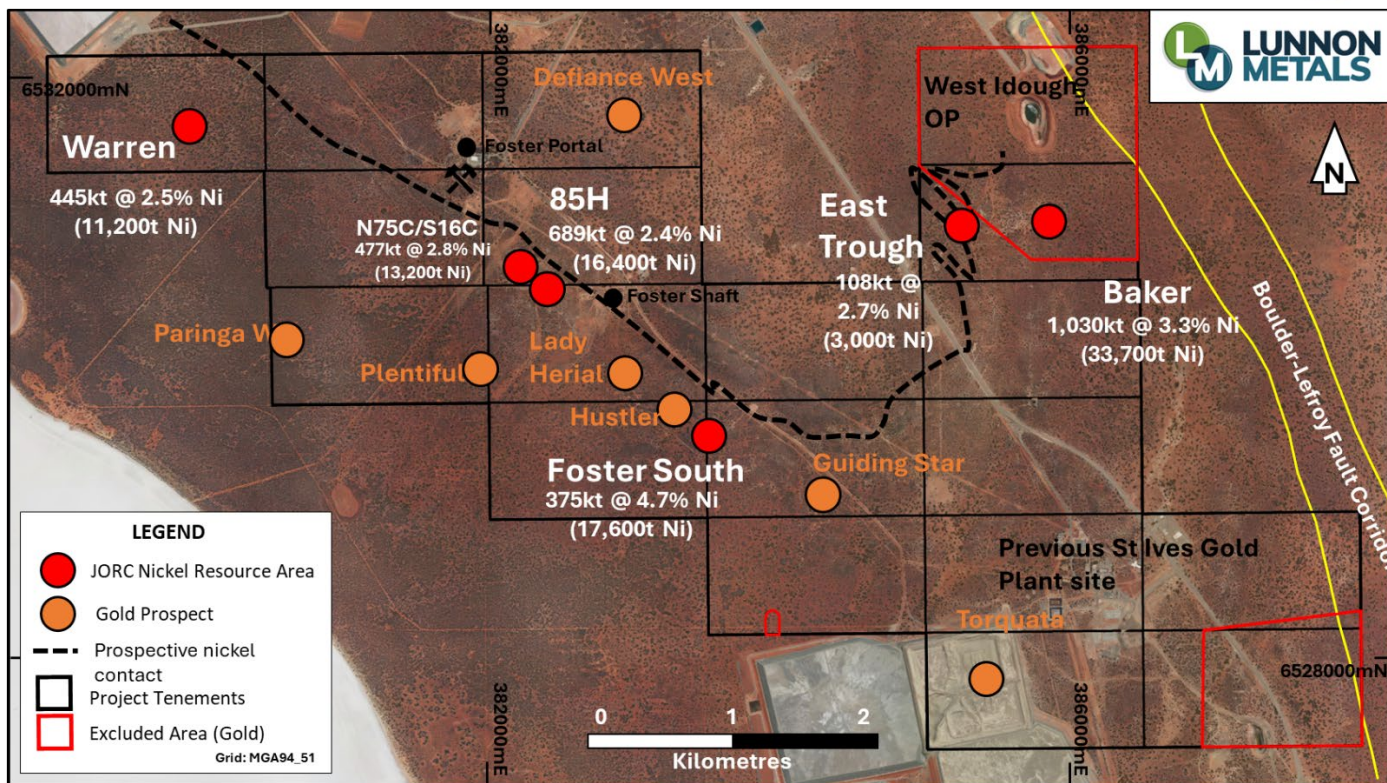 382000mE
386000mE
LM
LUNNON
METALS
6532000mN
Defiance West
West Idough
OP
Warren
Foster Portal
N
445kt @ 2.5% Ni
(11,200t Ni)
N75C/S16C
477kt @ 2.8% Ni
(13,200t Ni)
85H
689kt @ 2.4% Ni
(16,400t Ni)
East
Trough
108kt @
2.7% Ni
(3,000t Ni)
Foster Shaft
Baker
1,030kt @ 3.3% Ni
(33,700t Ni)
Boulder-Lefroy Fault Corridor
Paringa W
Plentiful
Lady
Herial
Hustler
Foster South
375kt @ 4.7% Ni
(17,600t Ni)
Guiding Star
Previous St Ives Gold
Plant site
Torquata
LEGEND
JORC Nickel Resource Area
Gold Prospect
Prospective nickel
contact
Project Tenements
Excluded Area (Gold)
Grid: MGA94_51
382000mE
386000mE
6528000mN
0 1 2
Kilometres